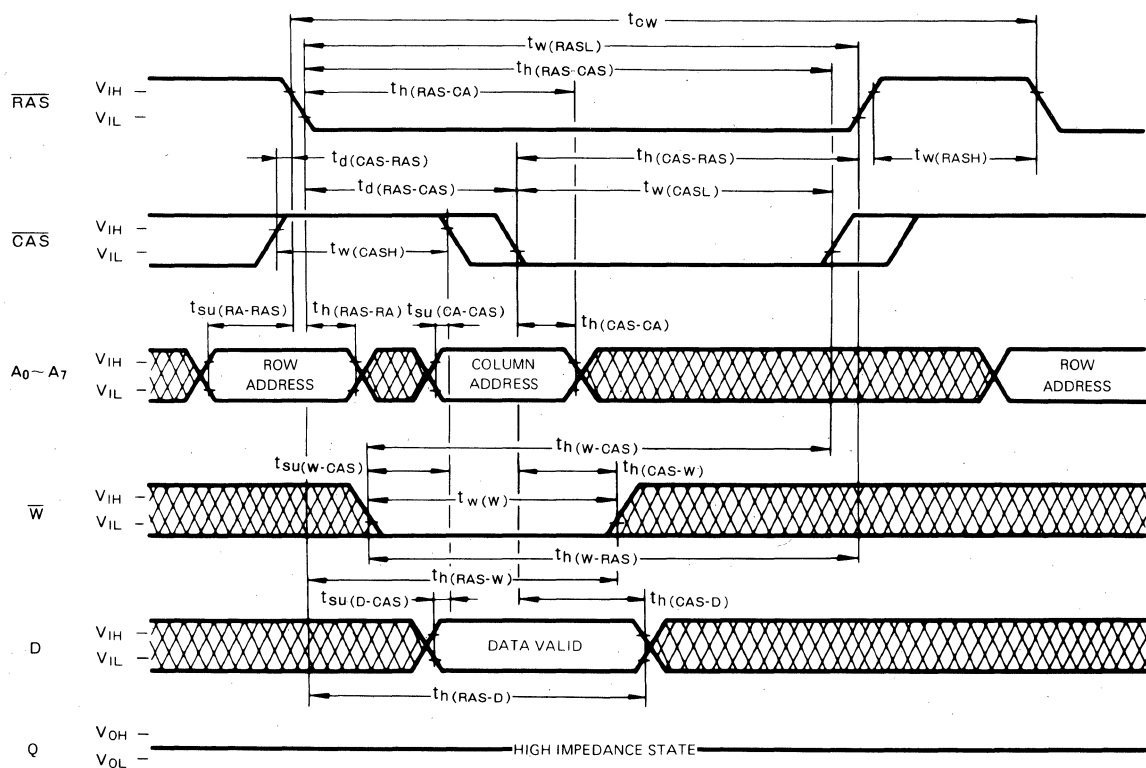 tCW
tW(RASL)
th(RAS-CAS)
th(RAS-CA)
RAS
VIH
VIL
td(CAS-RAS)
th(CAS-RAS)
tW(RASH)
td(RAS-CAS)
tW(CASL)
CAS
VIH
VIL
tW(CASH)
tsu(RA-RAS)
th(RAS-RA)
tsu(CA-CAS)
th(CAS-CA)
A0~A7
VIH
VIL
ROW
ADDRESS
COLUMN
ADDRESS
ROW
ADDRESS
th(W-CAS)
tsu(W-CAS)
th(CAS-W)
W
VIH
VIL
tW(W)
th(W-RAS)
th(RAS-W)
tsu(D-CAS)
th(CAS-D)
D
VIH
VIL
DATA VALID
th(RAS-D)
Q
VOH
VOL
HIGH IMPEDANCE STATE